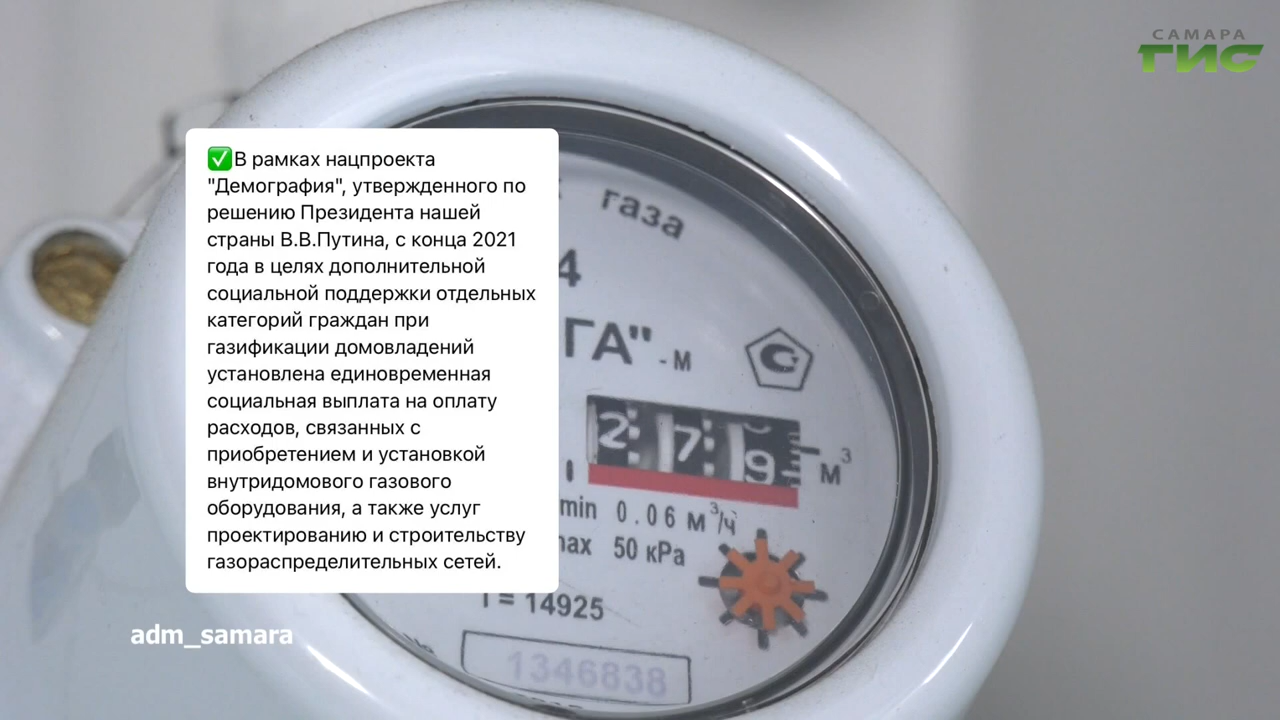 САМАРА
ГИС
✅В рамках нацпроекта
"Демография", утвержденного по
решению Президента нашей
страны В.В.Путина, с конца 2021
года в целях дополнительной
социальной поддержки отдельных
категорий граждан при
газификации домовладений
установлена единовременная
социальная выплата на оплату
расходов, связанных с
приобретением и установкой
внутридомового газового
оборудования, а также услуг
проектированию и строительству
газораспределительных сетей.
adm_samara
газа
4
ГА"-м
279
м³
min 0.06 м³/ч
max 50 кРа
= 14925
1346838